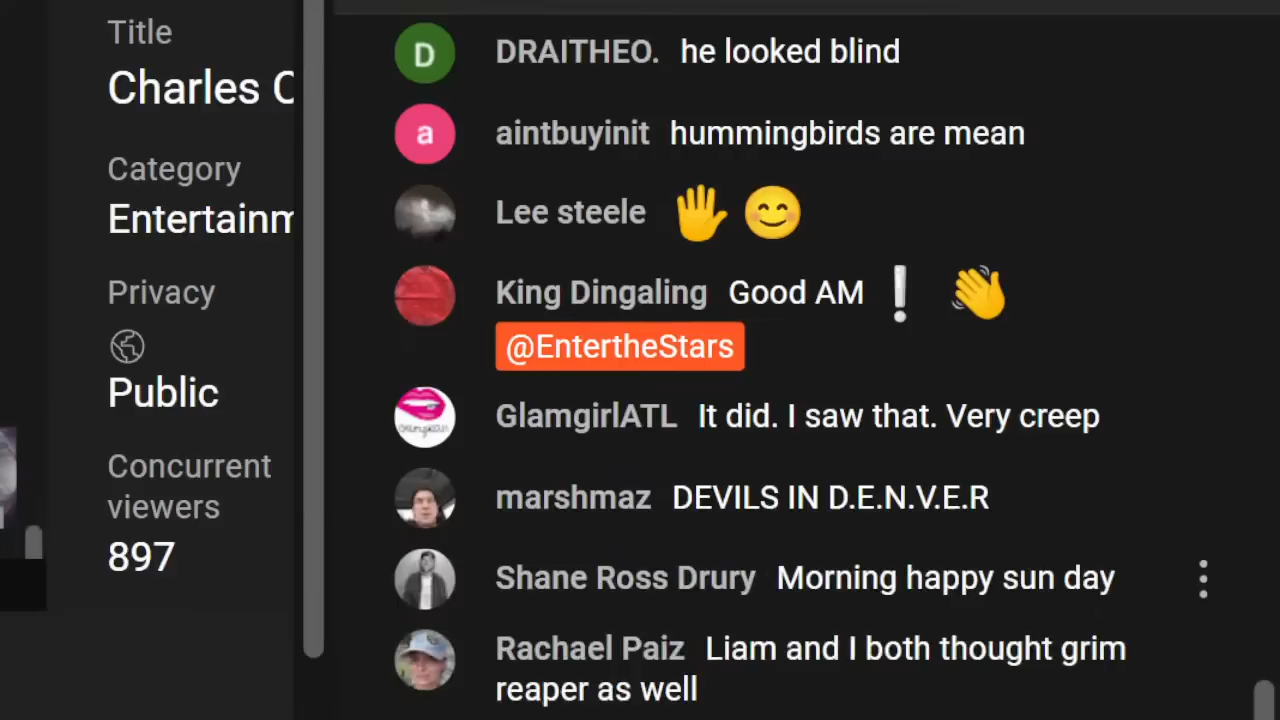 Title
Charles C
Category
Entertainm
Privacy
Public
Concurrent
viewers
897
D DRAITHEO. he looked blind
a aintbuyinit hummingbirds are mean
Lee steele 🖐 😊
King Dingaling Good AM ❕ 👋
@EntertheStars
GlamgirlATL It did. I saw that. Very creep
marshmaz DEVILS IN D.E.N.V.E.R
Shane Ross Drury Morning happy sun day
Rachael Paiz Liam and I both thought grim
reaper as well